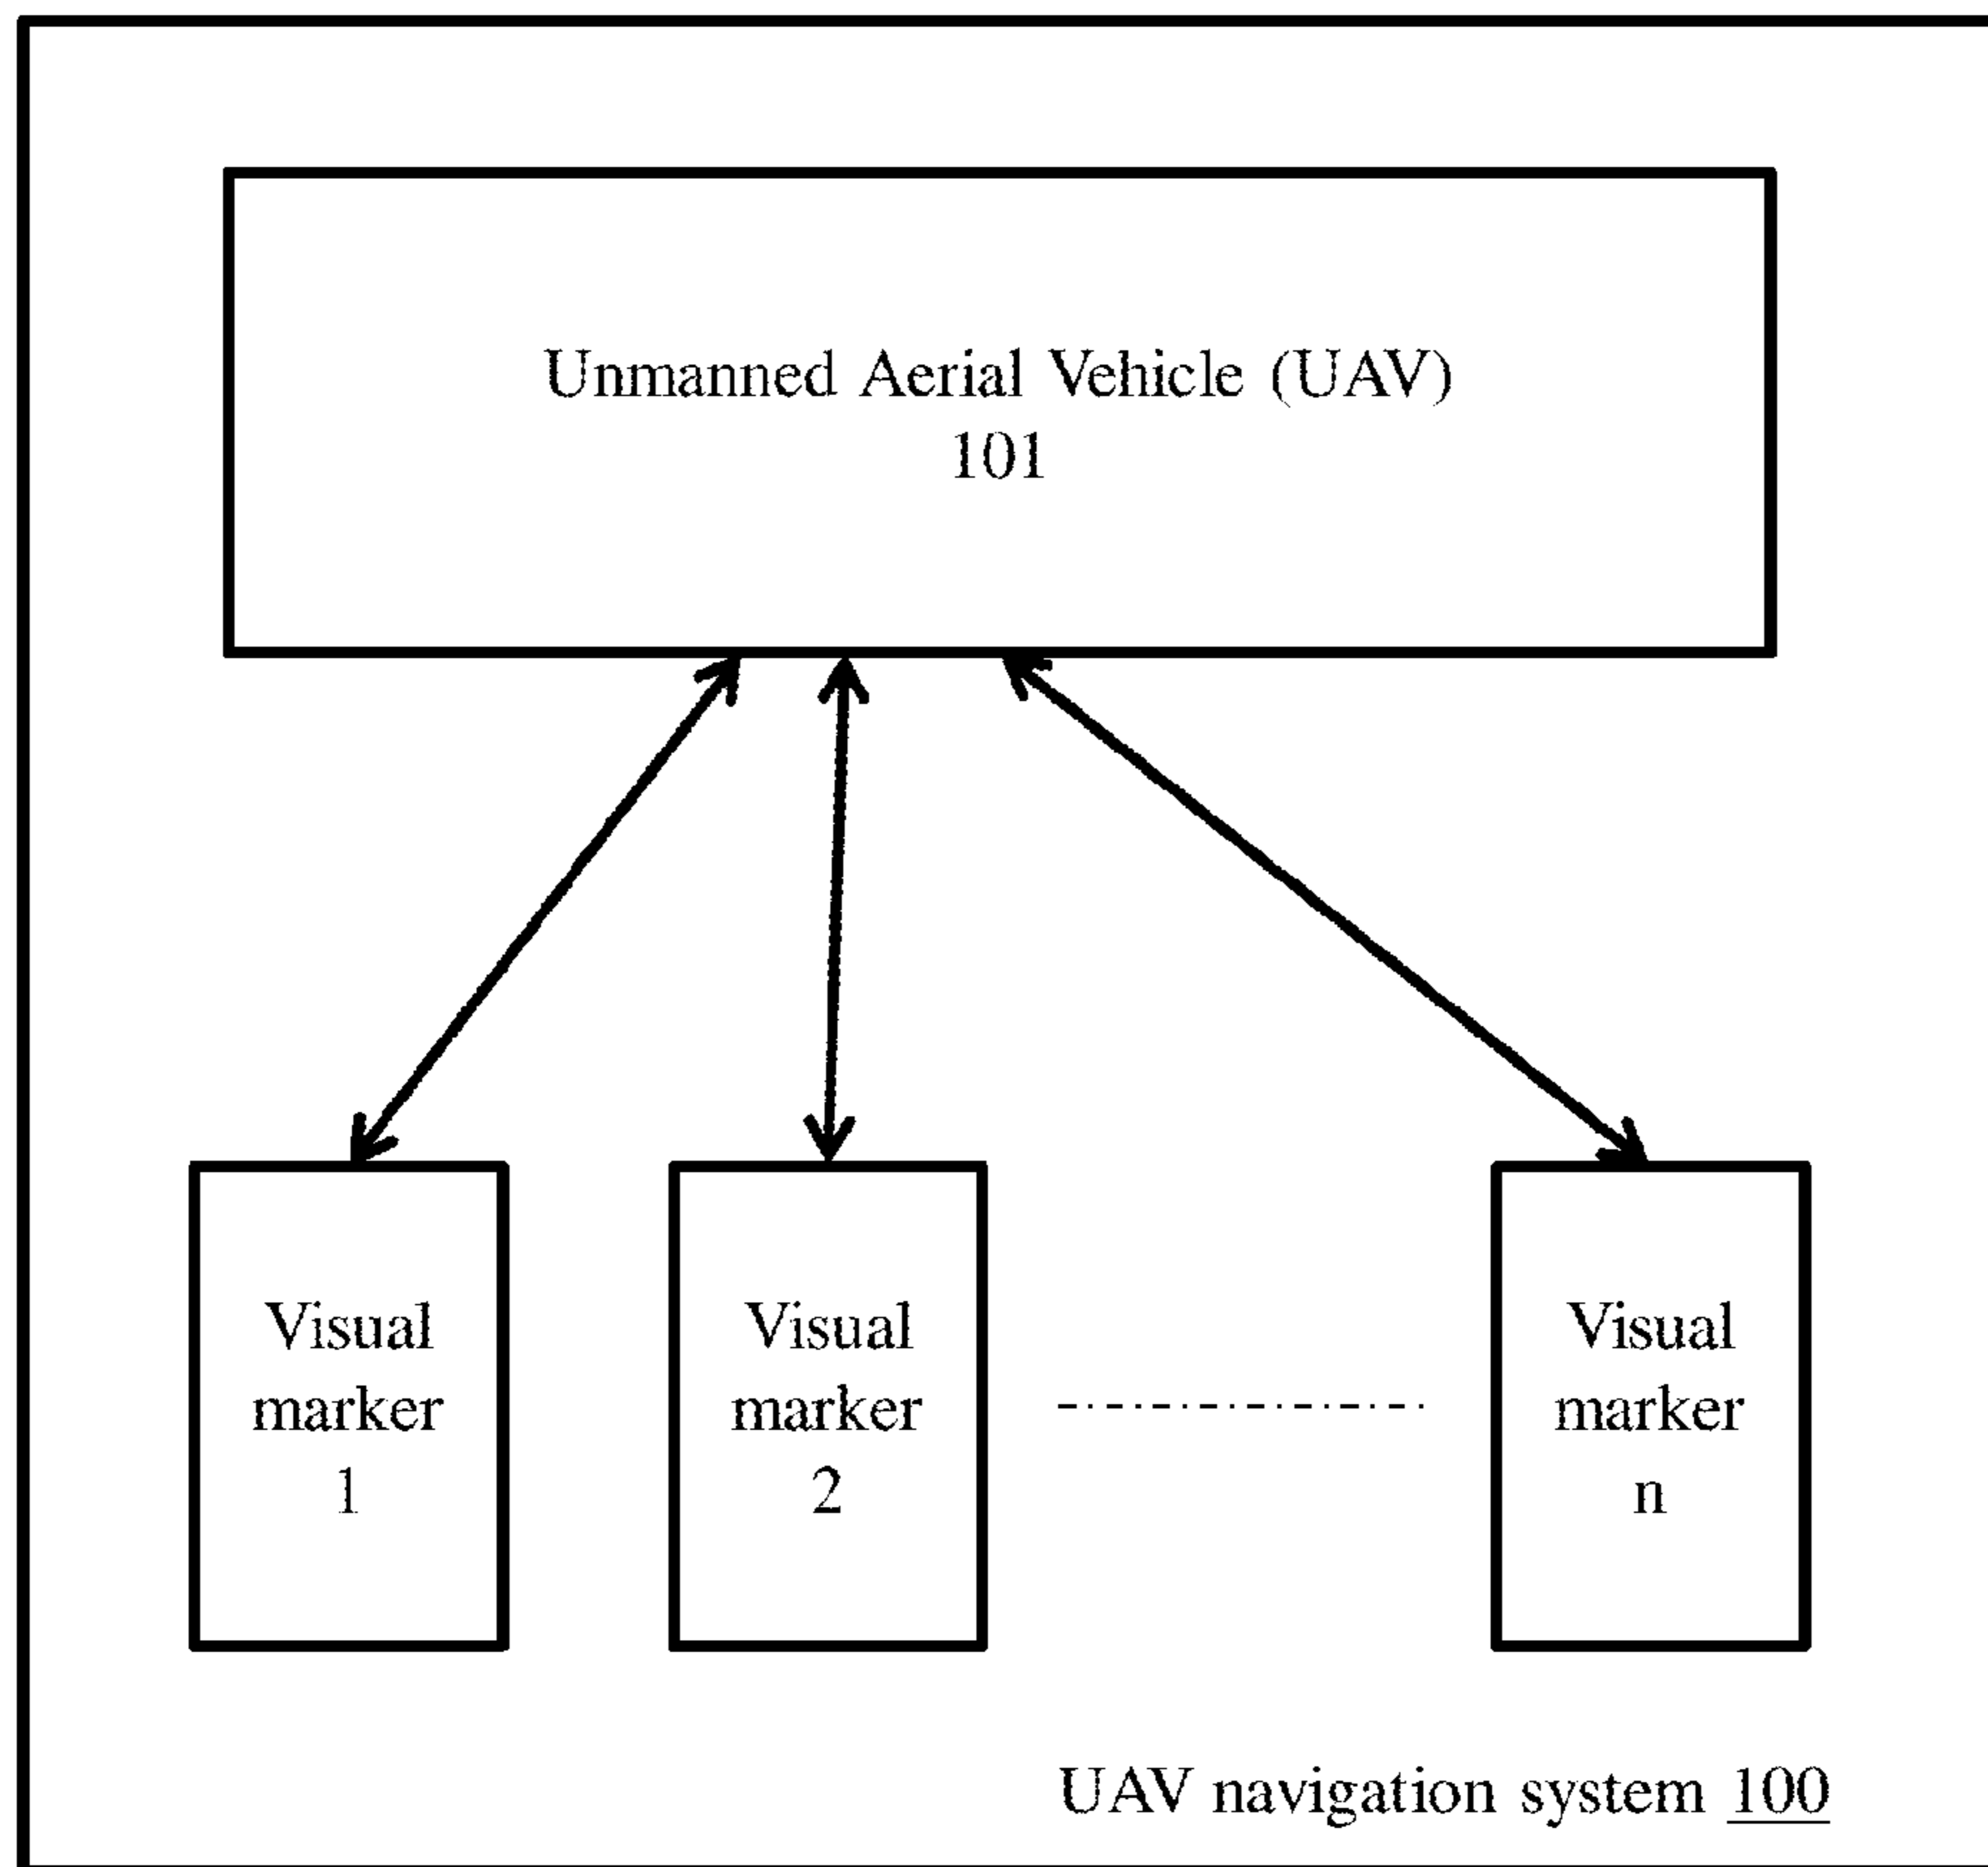 Unmanned Aerial Vehicle (UAV)
101
Visual
marker
1
Visual
marker
2
Visual
marker
n
UAV navigation system 100